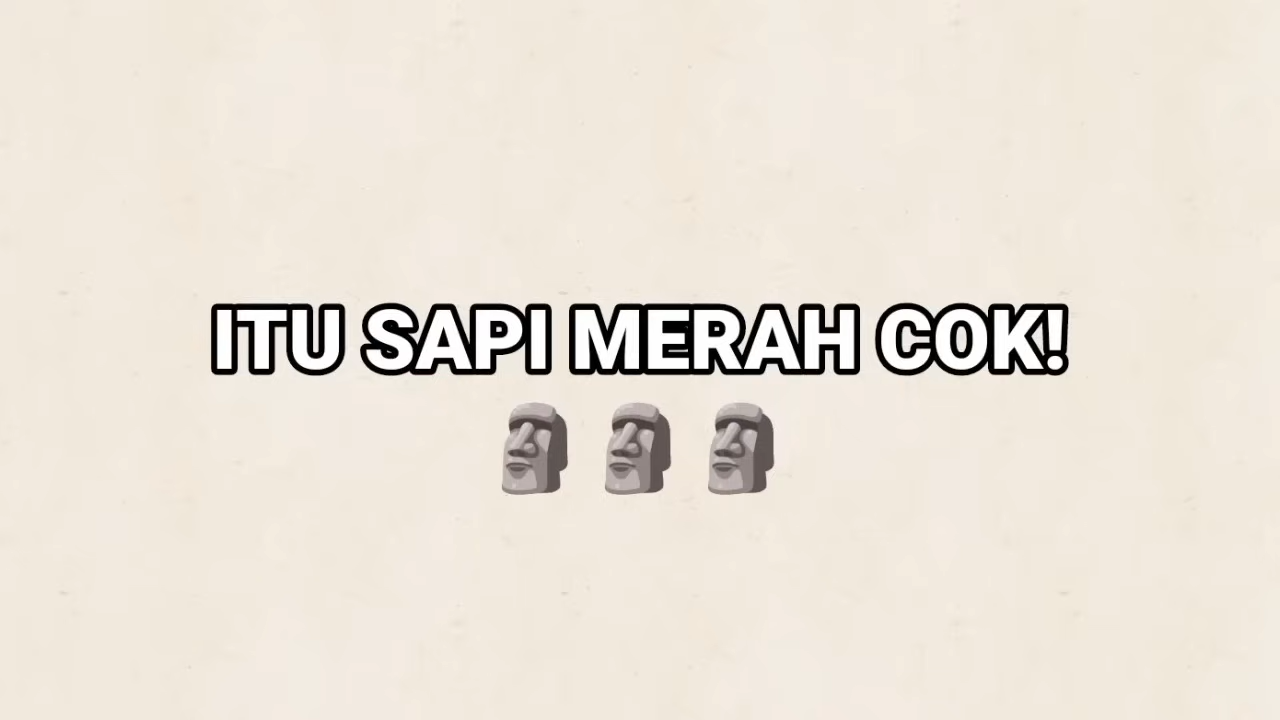 ITU SAPI MERAH COK!
🗿 🗿 🗿